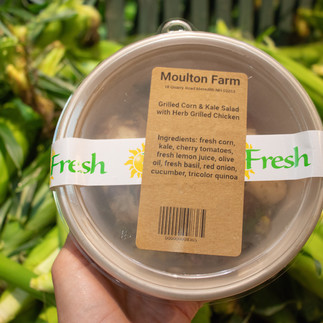 Moulton Farm
Grilled Corn & Kale Salad
with Herb Grilled Chicken
Ingredients: fresh corn,
kale, cherry tomatoes,
fresh lemon juice, olive
oil, fresh basil, red onion,
cucumber, tricolor quinoa
Fresh
Fresh